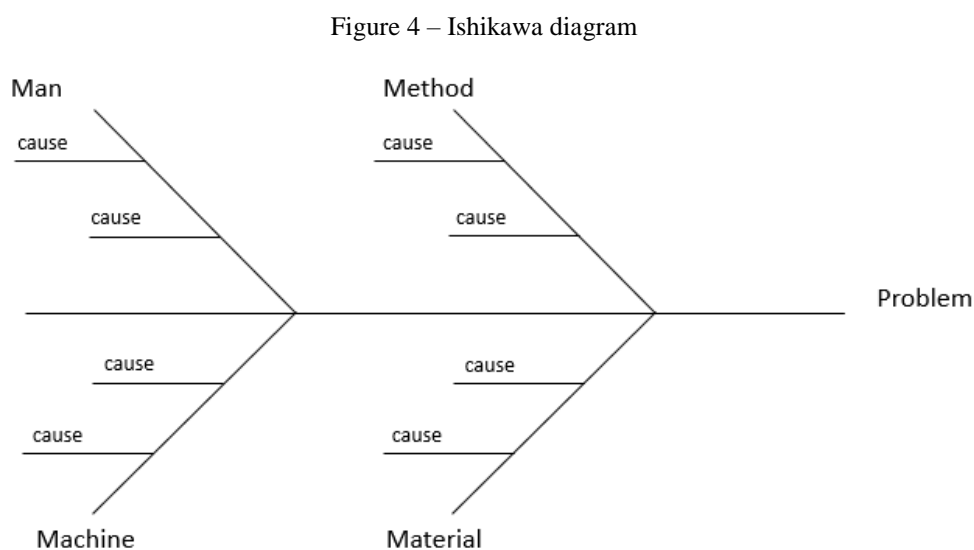 Figure 4 – Ishikawa diagram
Man
Method
cause
cause
cause
cause
Problem
cause
cause
cause
cause
Machine
Material